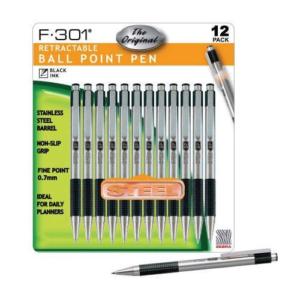 F-301®
RETRACTABLE
BALL POINT PEN
BLACK
INK
The
Original
12
PACK
STAINLESS
STEEL
BARREL
NON-SLIP
GRIP
FINE POINT
0.7mm
IDEAL
FOR DAILY
PLANNERS
STEEL
ZEBRA